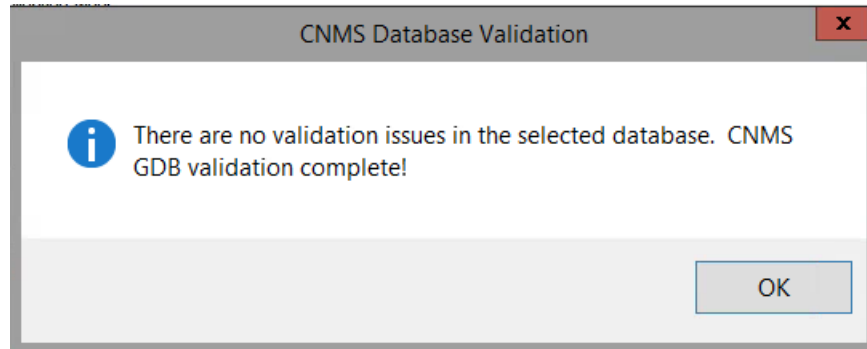 CNMS Database Validation
x
There are no validation issues in the selected database.  CNMS
GDB validation complete!
OK